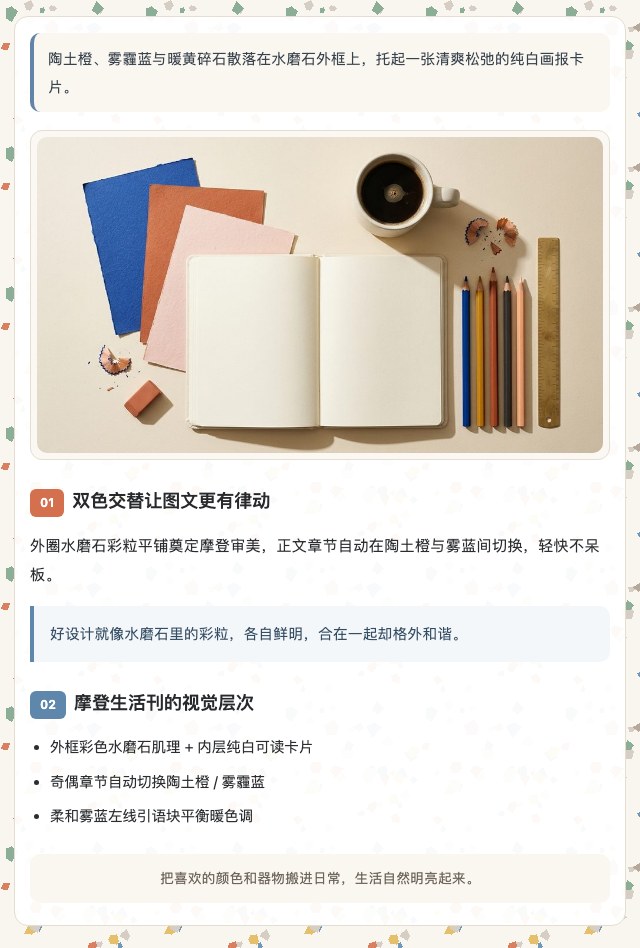 陶土橙、雾霾蓝与暖黄碎石散落在水磨石外框上，托起一张清爽松弛的纯白画报卡
片。
01 双色交替让图文更有律动
外圈水磨石彩粒平铺奠定摩登审美，正文章节自动在陶土橙与雾蓝间切换，轻快不呆
板。
好设计就像水磨石里的彩粒，各自鲜明，合在一起却格外和谐。
02 摩登生活刊的视觉层次
• 外框彩色水磨石肌理 + 内层纯白可读卡片
• 奇偶章节自动切换陶土橙 / 雾霾蓝
• 柔和雾蓝左线引语块平衡暖色调
把喜欢的颜色和器物搬进日常，生活自然明亮起来。